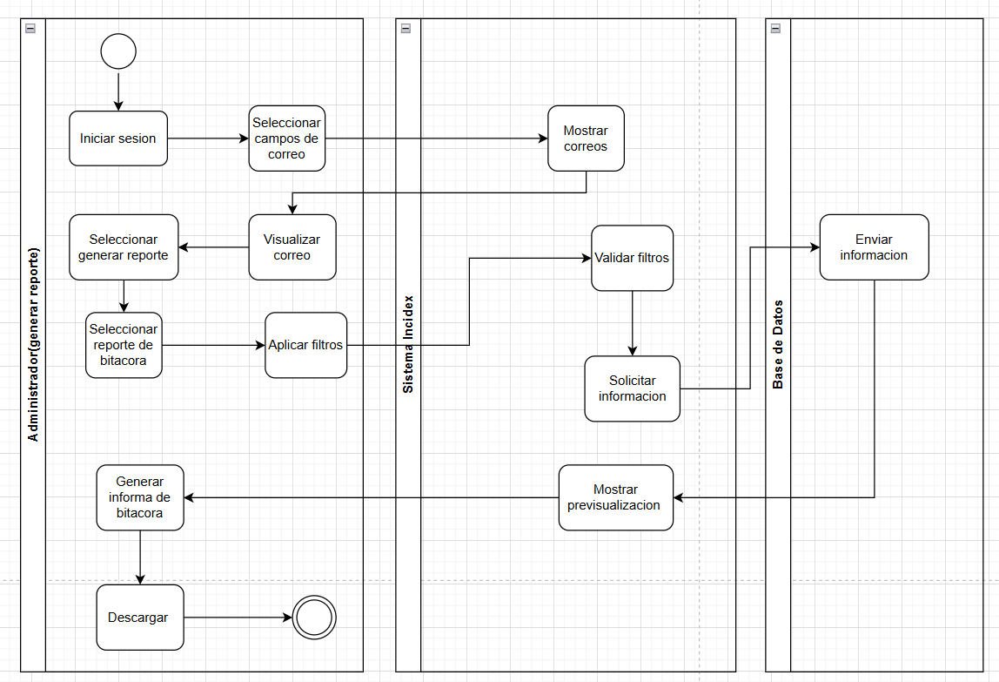 Administrador(generar reporte)
Iniciar sesion
Seleccionar
campos de
correo
Seleccionar
generar reporte
Visualizar
correo
Seleccionar
reporte de
bitacora
Aplicar filtros
Generar
informa de
bitacora
Descargar
Sistema Incidex
Mostrar
correos
Validar filtros
Solicitar
informacion
Mostrar
previsualizacion
Base de Datos
Enviar
informacion